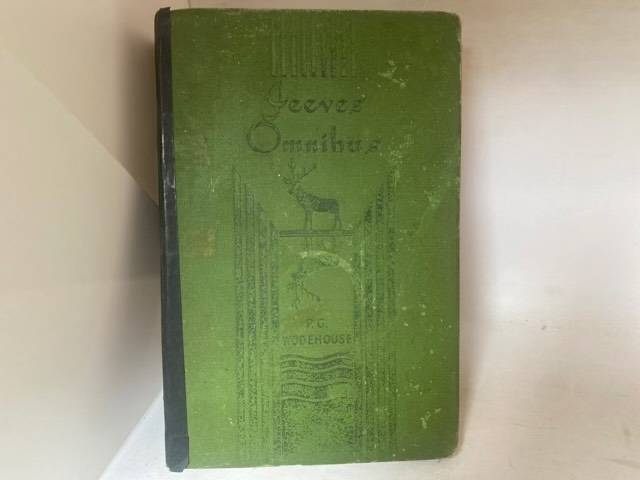 Jeeves
Omnibus
P. G.
WODEHOUSE